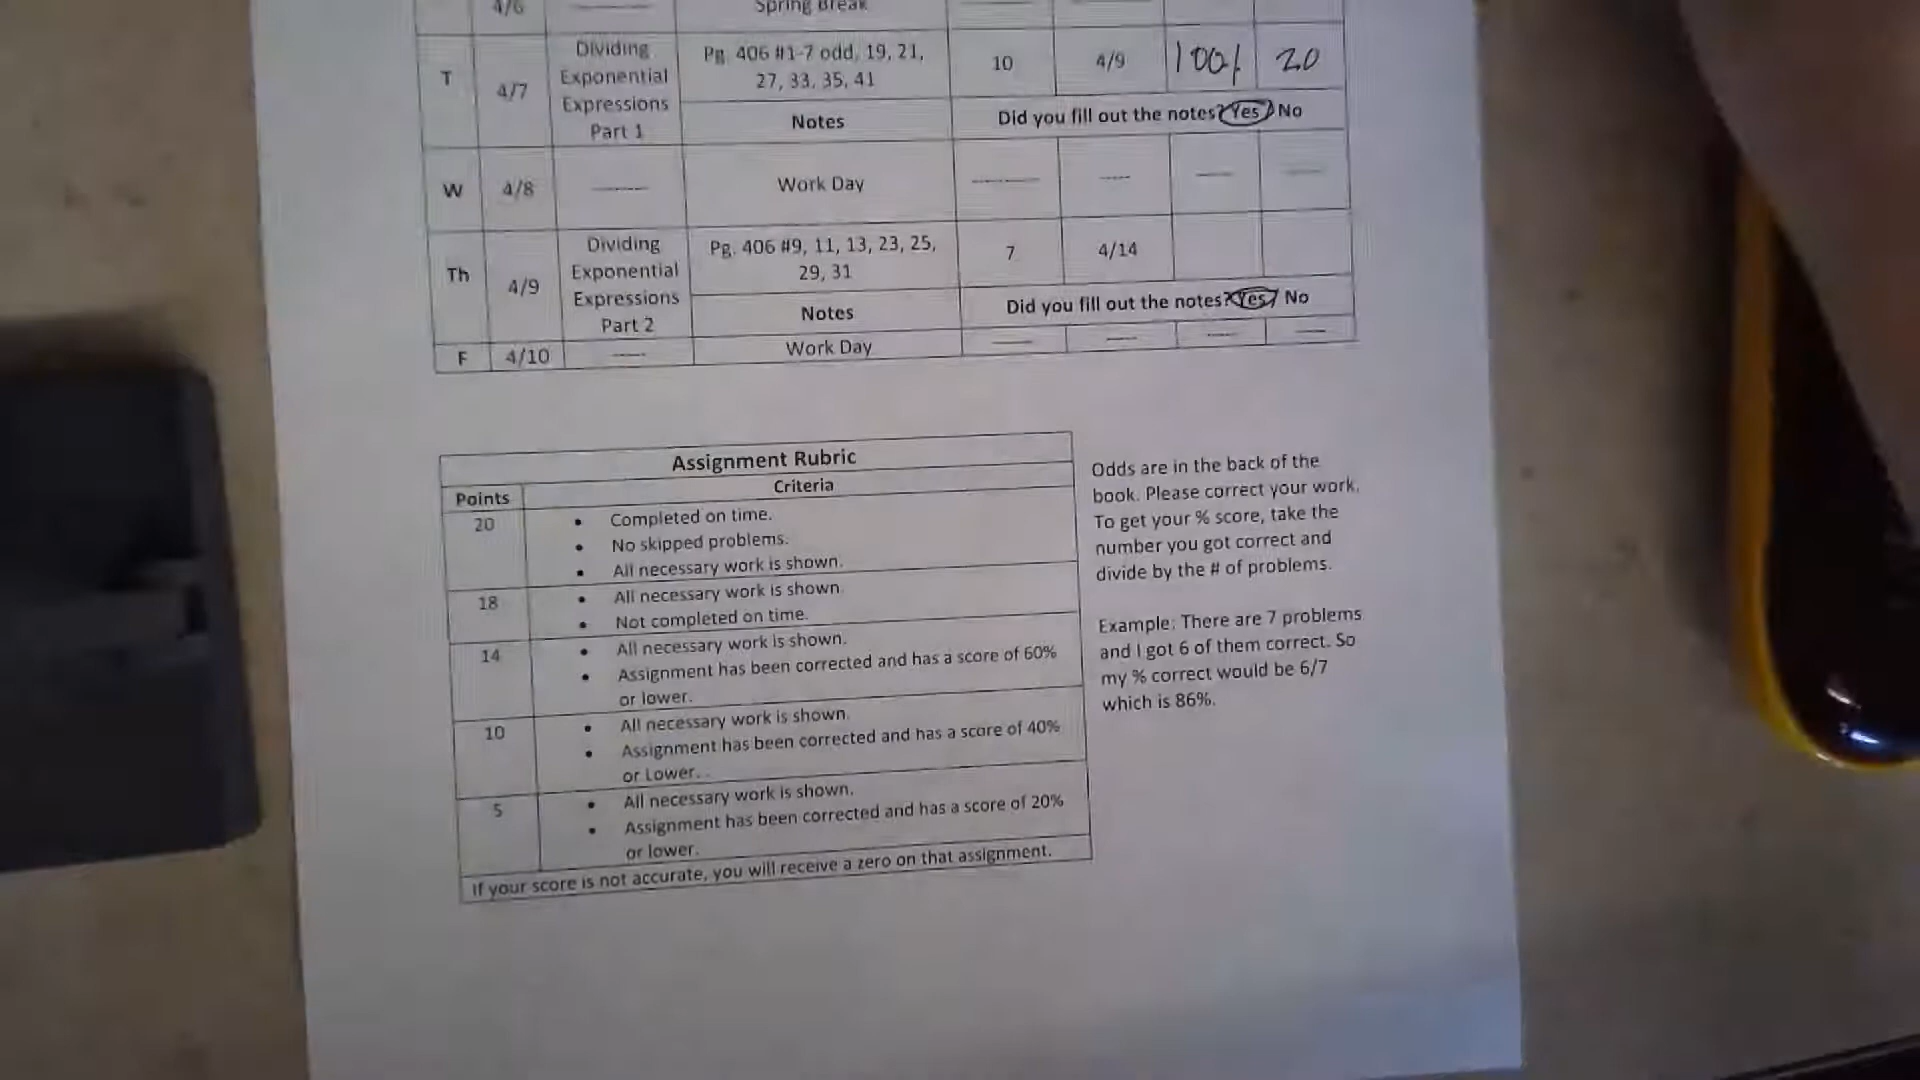 4/6 Spring Break
T 4/7 Dividing Exponential Expressions Part 1 Pg. 406 #1-7 odd, 19, 21, 10 4/9 100% 20
27, 33, 35, 41
Notes Did you fill out the notes? Yes / No
W 4/8 Work Day
Th 4/9 Dividing Exponential Expressions Part 2 Pg. 406 #9, 11, 13, 23, 25, 7 4/14
29, 31
Notes Did you fill out the notes? Yes / No
F 4/10 Work Day
Assignment Rubric
Points Criteria
20 • Completed on time.
• No skipped problems.
• All necessary work is shown.
18 • All necessary work is shown.
• Not completed on time.
14 • All necessary work is shown.
• Assignment has been corrected and has a score of 60%
or lower.
10 • All necessary work is shown.
• Assignment has been corrected and has a score of 40%
or Lower.
5 • All necessary work is shown.
• Assignment has been corrected and has a score of 20%
or lower.
If your score is not accurate, you will receive a zero on that assignment.
Odds are in the back of the
book. Please correct your work.
To get your % score, take the
number you got correct and
divide by the # of problems.
Example: There are 7 problems
and I got 6 of them correct. So
my % correct would be 6/7
which is 86%.